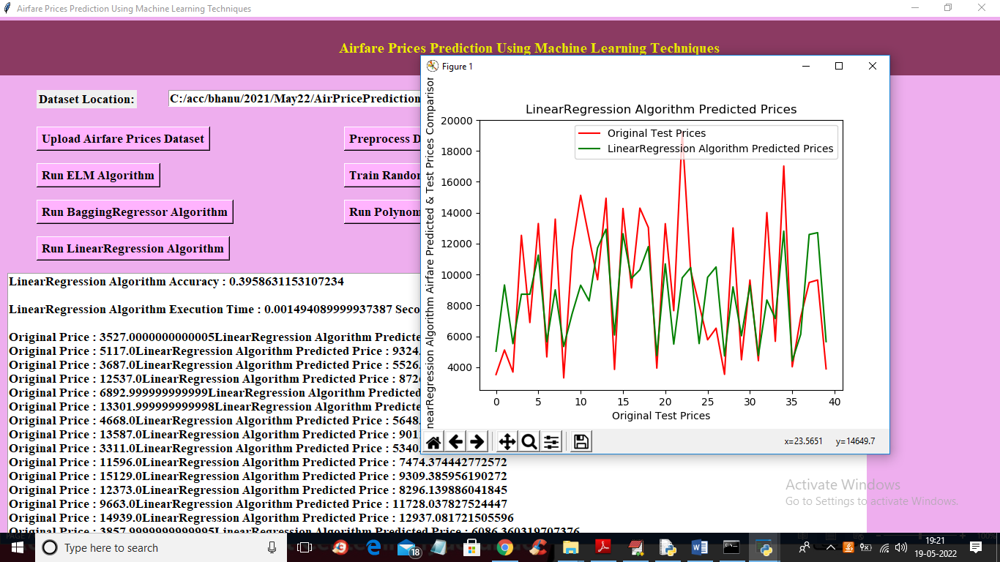 Airfare Prices Prediction Using Machine Learning Techniques
Airfare Prices Prediction Using Machine Learning Techniques
Dataset Location:
C:/acc/bhanu/2021/May22/AirPricePrediction
Upload Airfare Prices Dataset
Preprocess D
Run ELM Algorithm
Train Rando
Run BaggingRegressor Algorithm
Run Polynom
Run LinearRegression Algorithm
LinearRegression Algorithm Accuracy : 0.3958631153107234
LinearRegression Algorithm Execution Time : 0.001494089999937387 Seco
Original Price : 3527.0000000000005LinearRegression Algorithm Predicte
Original Price : 5117.0LinearRegression Algorithm Predicted Price : 9324.
Original Price : 3687.0LinearRegression Algorithm Predicted Price : 5526.
Original Price : 12537.0LinearRegression Algorithm Predicted Price : 872
Original Price : 6892.999999999999LinearRegression Algorithm Predicted
Original Price : 13301.999999999998LinearRegression Algorithm Predicte
Original Price : 4668.0LinearRegression Algorithm Predicted Price : 5648.
Original Price : 13587.0LinearRegression Algorithm Predicted Price : 901
Original Price : 3311.0LinearRegression Algorithm Predicted Price : 5340.
Original Price : 11596.0LinearRegression Algorithm Predicted Price : 7474.374442772572
Original Price : 15129.0LinearRegression Algorithm Predicted Price : 9309.385956190272
Original Price : 12373.0LinearRegression Algorithm Predicted Price : 8296.139886041845
Original Price : 9663.0LinearRegression Algorithm Predicted Price : 11728.037827524447
Original Price : 14939.0LinearRegression Algorithm Predicted Price : 12937.081721505596
Original Price : 3857.9999999999995LinearRegression Algorithm Predicted Price : 6086.360319707376
Figure 1
LinearRegression Algorithm Predicted Prices
Original Test Prices
LinearRegression Algorithm Predicted Prices
nearRegression Algorithm Airfare Predicted & Test Prices Comparison
20000
18000
16000
14000
12000
10000
8000
6000
4000
0 5 10 15 20 25 30 35 40
Original Test Prices
x=23.5651 y=14649.7
Activate Windows
Go to Settings to activate Windows.
PAGE 7
100%
Type here to search
18
19:21
19-05-2022